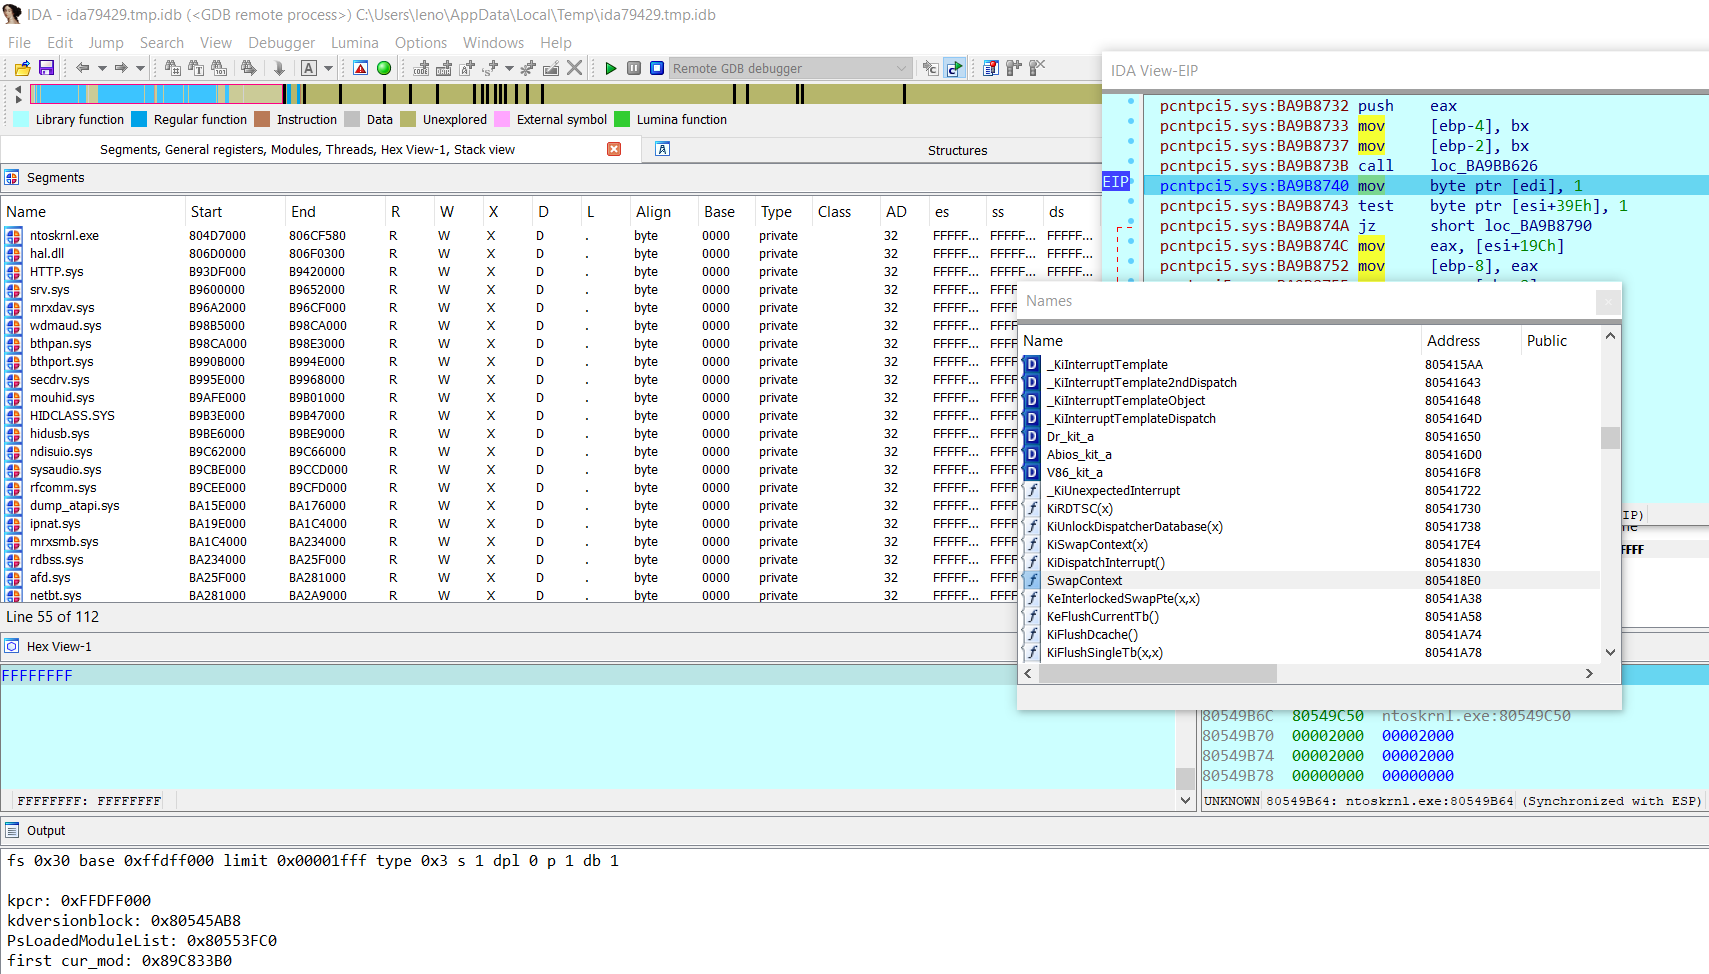 IDA - ida79429.tmp.idb (<GDB remote process>) C:\Users\leno\AppData\Local\Temp\ida79429.tmp.idb
File Edit Jump Search View Debugger Lumina Options Windows Help
Remote GDB debugger
Library function Regular function Instruction Data Unexplored External symbol Lumina function
Segments, General registers, Modules, Threads, Hex View-1, Stack view
Structures
Segments
Name Start End R W X D L Align Base Type Class AD es ss ds
ntoskrnl.exe 804D7000 806CF580 R W X D . byte 0000 private 32 FFFFF... FFFFF... FFFFF...
hal.dll 806D0000 806F0300 R W X D . byte 0000 private 32 FFFFF... FFFFF... FFFFF...
HTTP.sys B93DF000 B9420000 R W X D . byte 0000 private 32 FFFFF... FFFFF... FFFFF...
srv.sys B9600000 B9652000 R W X D . byte 0000 private 32 FFFFF... FFFF
mrxdav.sys B96A2000 B96CF000 R W X D . byte 0000 private 32 FFFFF... FFFF
wdmaud.sys B98B5000 B98CA000 R W X D . byte 0000 private 32 FFFFF... FFFF
bthpan.sys B98CA000 B98E3000 R W X D . byte 0000 private 32 FFFFF... FFFF
bthport.sys B990B000 B994E000 R W X D . byte 0000 private 32 FFFFF... FFFF
secdrv.sys B995E000 B9968000 R W X D . byte 0000 private 32 FFFFF... FFFF
mouhid.sys B9AFE000 B9B01000 R W X D . byte 0000 private 32 FFFFF... FFFF
HIDCLASS.SYS B9B3E000 B9B47000 R W X D . byte 0000 private 32 FFFFF... FFFF
hidusb.sys B9BE6000 B9BE9000 R W X D . byte 0000 private 32 FFFFF... FFFF
ndisuio.sys B9C62000 B9C66000 R W X D . byte 0000 private 32 FFFFF... FFFF
sysaudio.sys B9CBE000 B9CCD000 R W X D . byte 0000 private 32 FFFFF... FFFF
rfcomm.sys B9CEE000 B9CFD000 R W X D . byte 0000 private 32 FFFFF... FFFF
dump_atapi.sys BA15E000 BA176000 R W X D . byte 0000 private 32 FFFFF... FFFF
ipnat.sys BA19E000 BA1C4000 R W X D . byte 0000 private 32 FFFFF... FFFF
mrxsmb.sys BA1C4000 BA234000 R W X D . byte 0000 private 32 FFFFF... FFFF
rdbss.sys BA234000 BA25F000 R W X D . byte 0000 private 32 FFFFF... FFFF
afd.sys BA25F000 BA281000 R W X D . byte 0000 private 32 FFFFF... FFFF
netbt.sys BA281000 BA2A9000 R W X D . byte 0000 private 32 FFFFF... FFFF
Line 55 of 112
Hex View-1
FFFFFFFF
FFFFFFFF: FFFFFFFF
IDA View-EIP
pcntpci5.sys:BA9B8732 push eax
pcntpci5.sys:BA9B8733 mov [ebp-4], bx
pcntpci5.sys:BA9B8737 mov [ebp-2], bx
pcntpci5.sys:BA9B873B call loc_BA9BB626
EIP pcntpci5.sys:BA9B8740 mov byte ptr [edi], 1
pcntpci5.sys:BA9B8743 test byte ptr [esi+39Eh], 1
pcntpci5.sys:BA9B874A jz short loc_BA9B8790
pcntpci5.sys:BA9B874C mov eax, [esi+19Ch]
pcntpci5.sys:BA9B8752 mov [ebp-8], eax
Names
Name Address Public
_KiInterruptTemplate 805415AA
_KiInterruptTemplate2ndDispatch 80541643
_KiInterruptTemplateObject 80541648
_KiInterruptTemplateDispatch 8054164D
Dr_kit_a 80541650
Abios_kit_a 805416D0
V86_kit_a 805416F8
_KiUnexpectedInterrupt 80541722
KiRDTSC(x) 80541730
KiUnlockDispatcherDatabase(x) 80541738
KiSwapContext(x) 805417E4
KiDispatchInterrupt() 80541830
SwapContext 805418E0
KeInterlockedSwapPte(x,x) 80541A38
KeFlushCurrentTb() 80541A58
KiFlushDcache() 80541A74
KiFlushSingleTb(x,x) 80541A78
IP)
FFFF
80549B6C 80549C50 ntoskrnl.exe:80549C50
80549B70 00002000 00002000
80549B74 00002000 00002000
80549B78 00000000 00000000
UNKNOWN 80549B64: ntoskrnl.exe:80549B64 (Synchronized with ESP)
Output
fs 0x30 base 0xffdff000 limit 0x00001fff type 0x3 s 1 dpl 0 p 1 db 1
kpcr: 0xFFDFF000
kdversionblock: 0x80545AB8
PsLoadedModuleList: 0x80553FC0
first cur_mod: 0x89C833B0